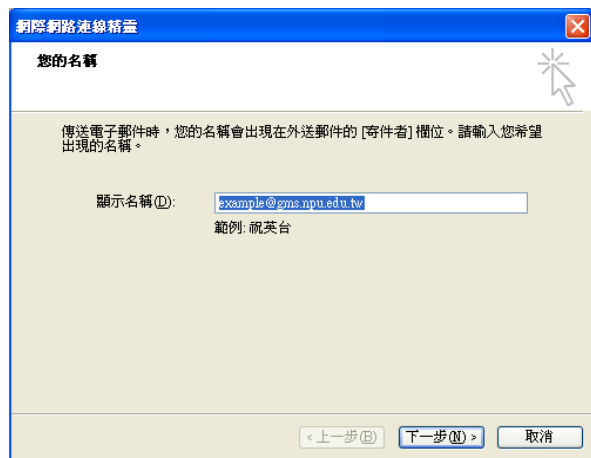 網際網路連線精靈
您的名稱
傳送電子郵件時，您的名稱會出現在外送郵件的 [寄件者] 欄位。請輸入您希望
出現的名稱。
顯示名稱(D): example@gms.npu.edu.tw
範例: 祝英台
<上一步(B) 下一步(N) > 取消